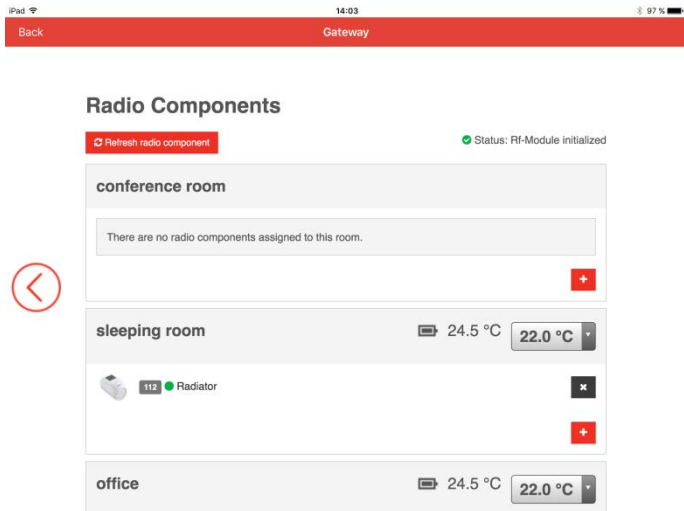 iPad 14:03 97 %
Back Gateway
Radio Components
Refresh radio component Status: Rf-Module initialized
conference room
There are no radio components assigned to this room.
+
sleeping room 24.5 °C 22.0 °C
112 Radiator
+
office 24.5 °C 22.0 °C